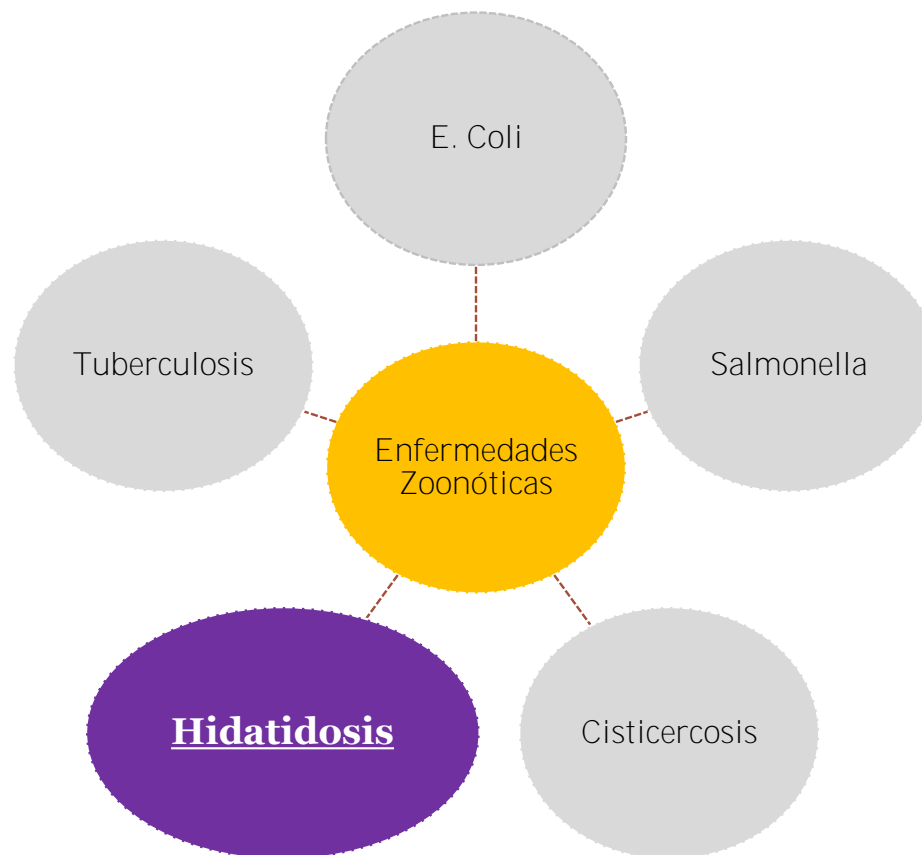 E. Coli
Tuberculosis
Salmonella
Enfermedades
Zoonóticas
Hidatidosis
Cisticercosis